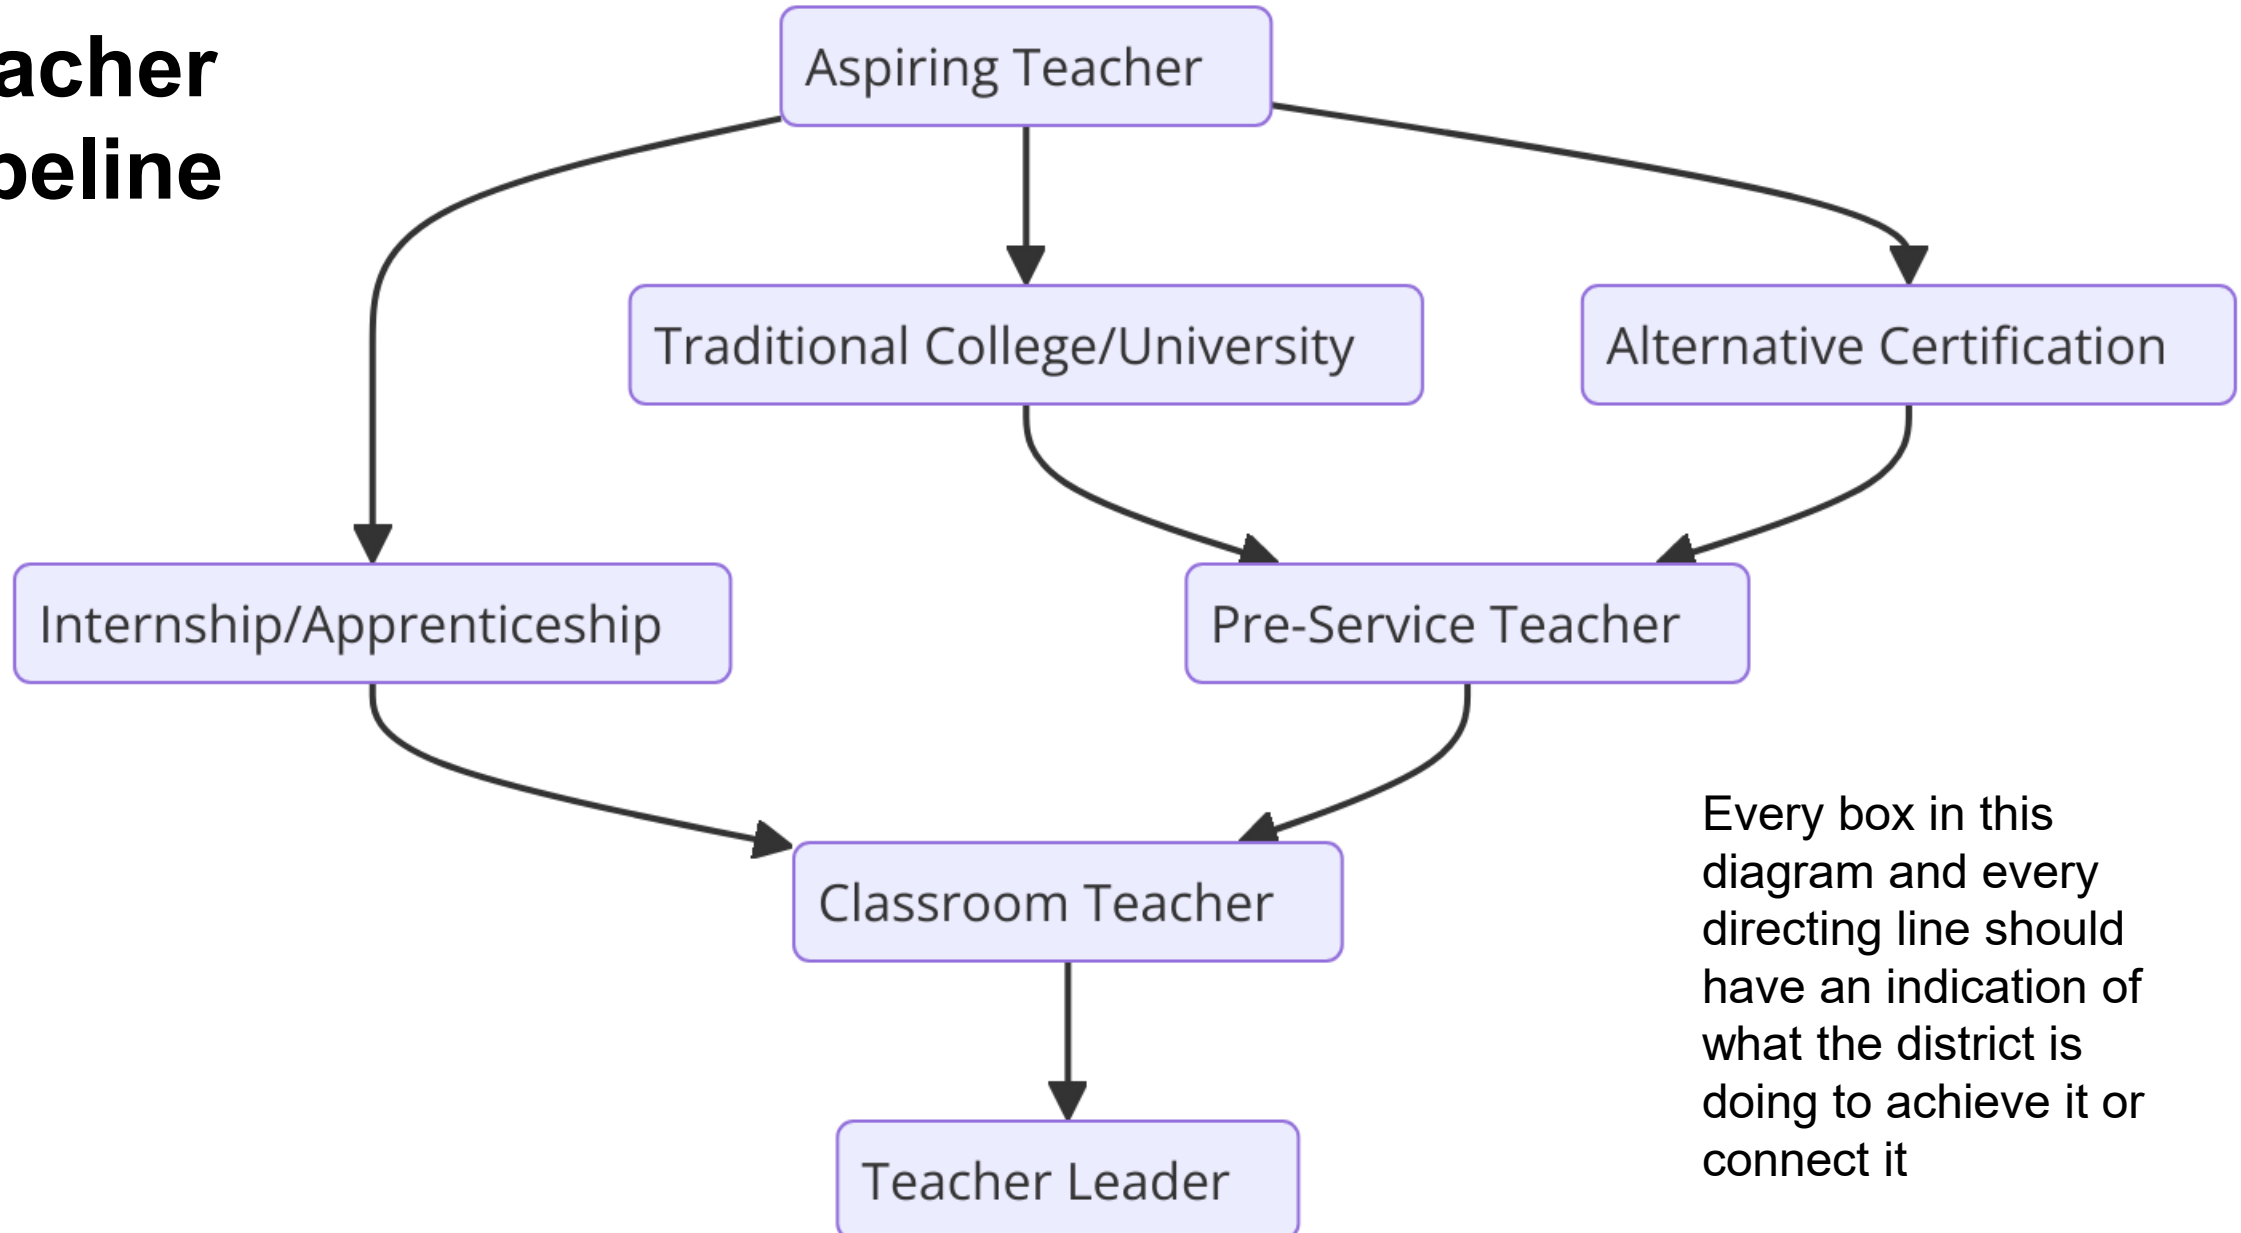 acher
peline
Aspiring Teacher
Traditional College/University
Alternative Certification
Internship/Apprenticeship
Pre-Service Teacher
Classroom Teacher
Teacher Leader
Every box in this
diagram and every
directing line should
have an indication of
what the district is
doing to achieve it or
connect it